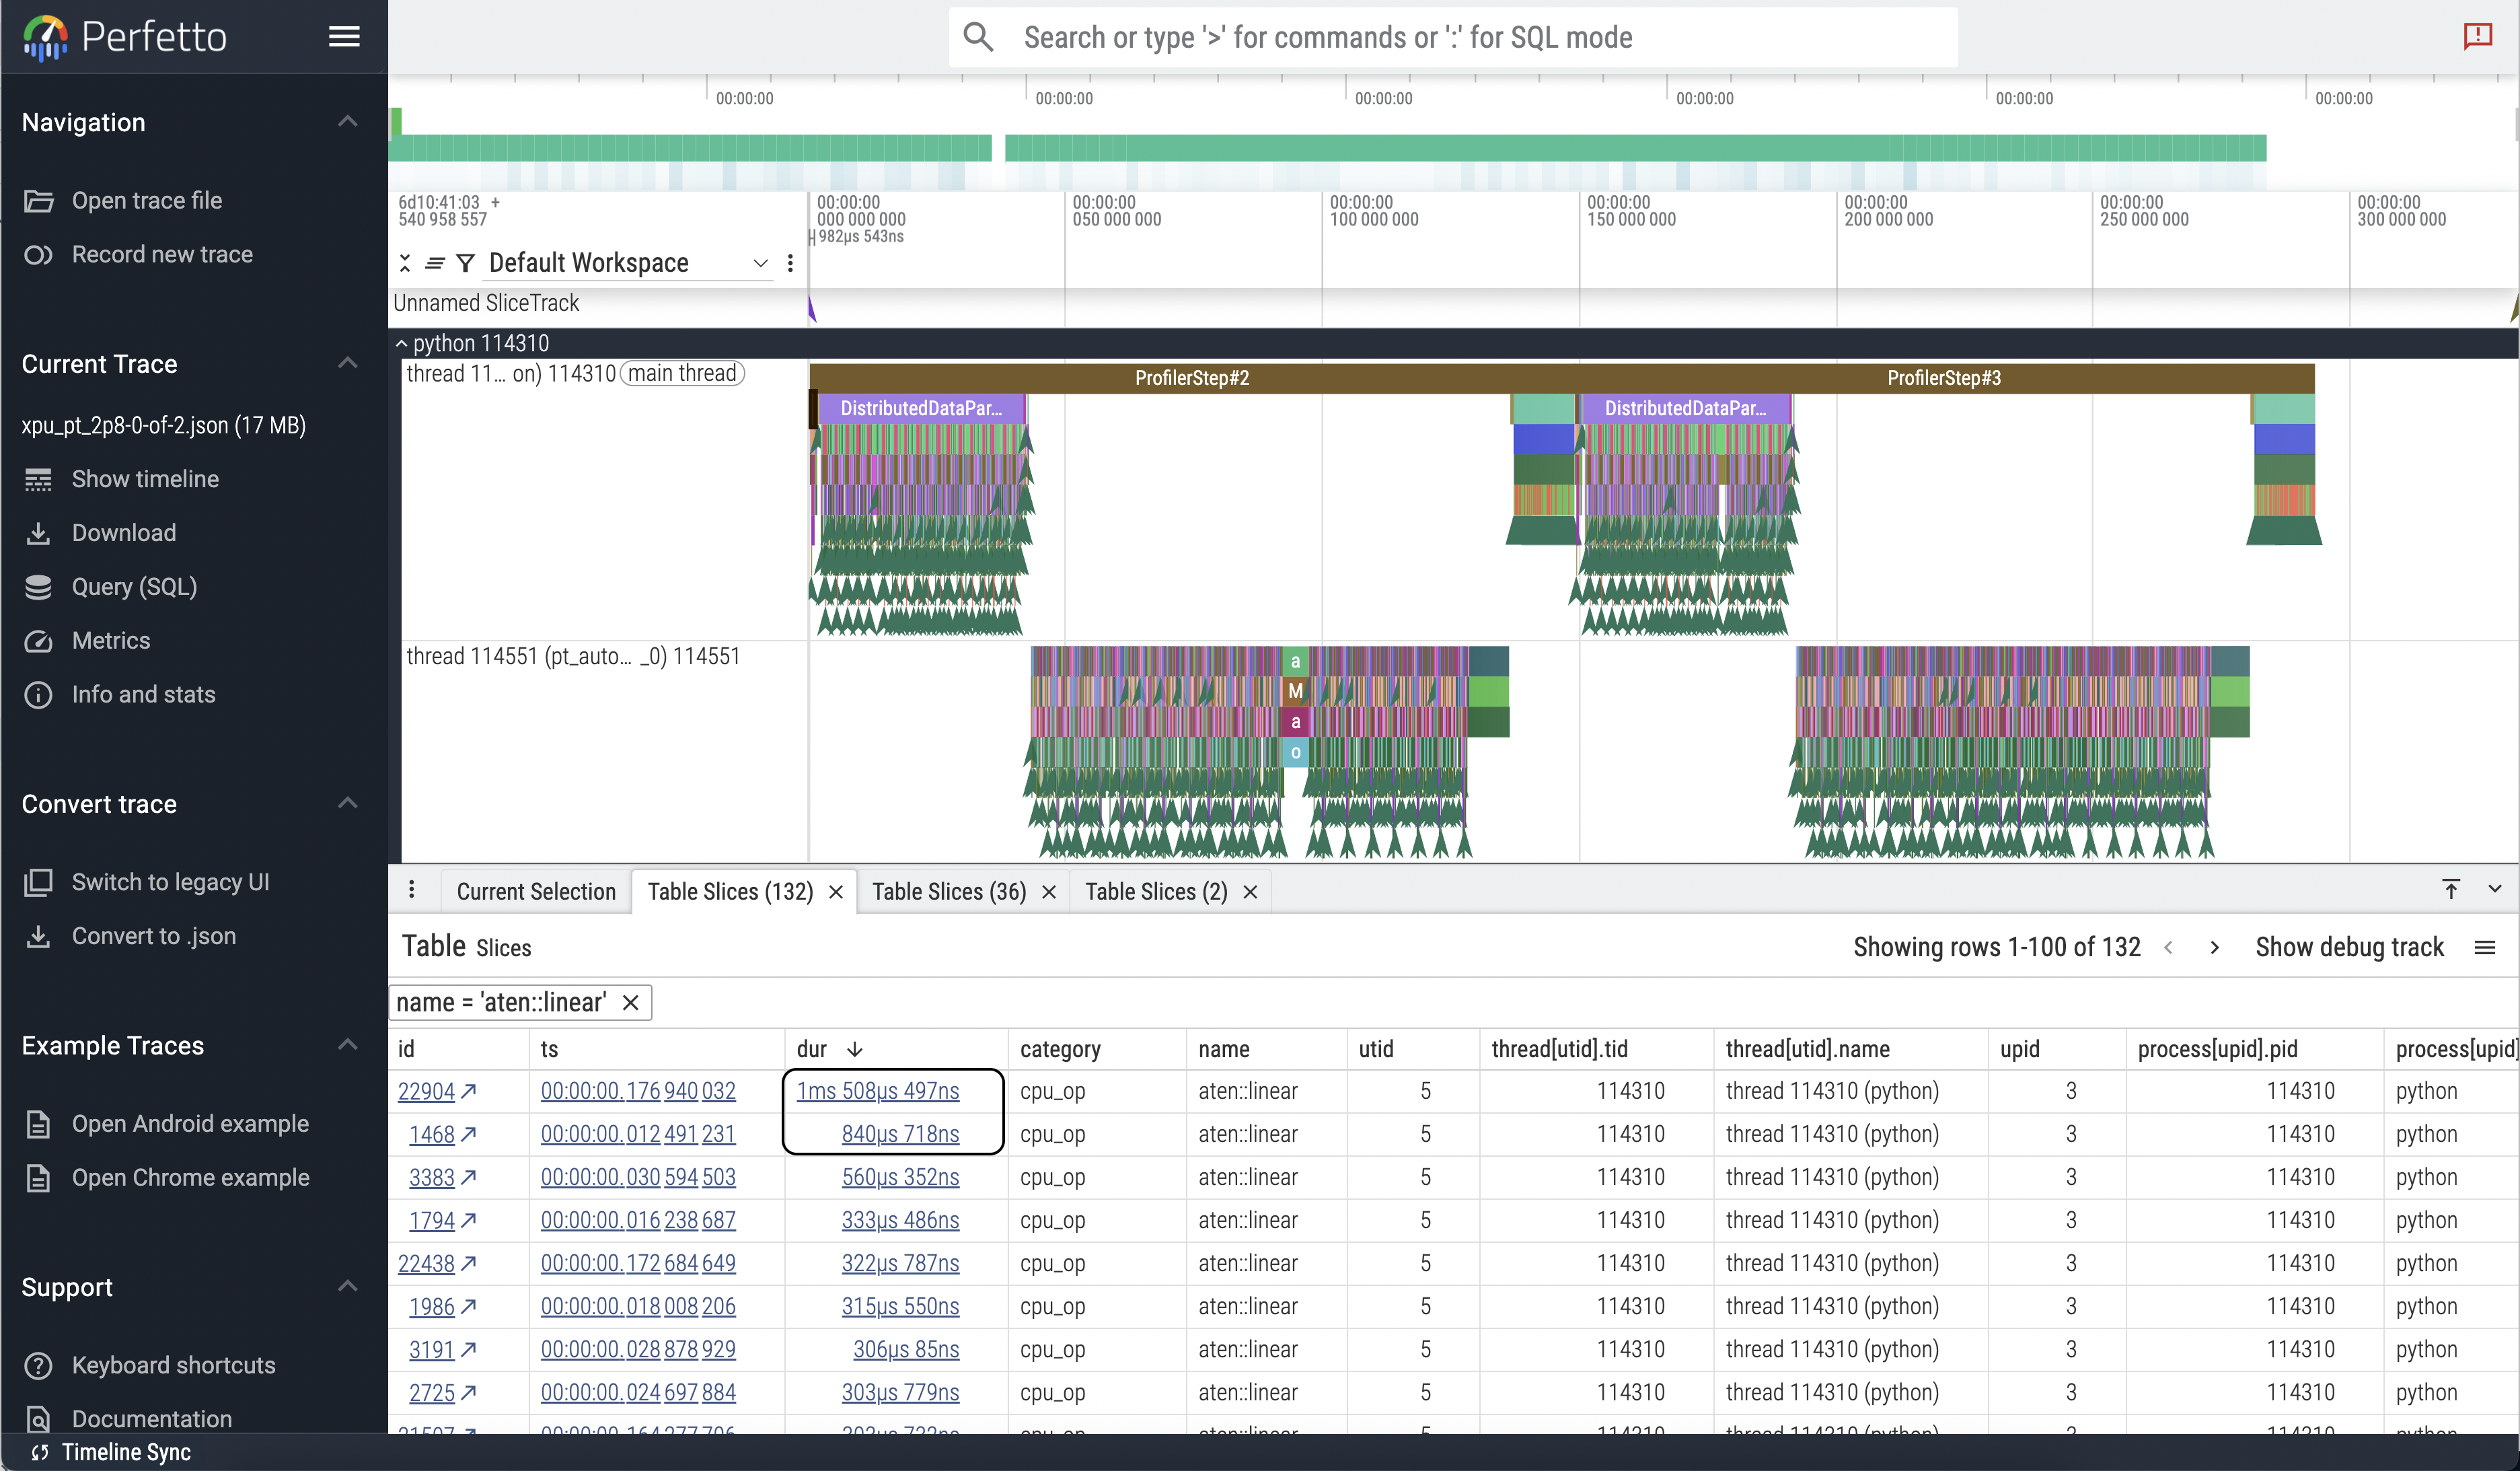 Perfetto
Search or type '>' for commands or ':' for SQL mode
Navigation
Open trace file
Record new trace
Current Trace
xpu_pt_2p8-0-of-2.json (17 MB)
Show timeline
Download
Query (SQL)
Metrics
Info and stats
Convert trace
Switch to legacy UI
Convert to .json
Example Traces
Open Android example
Open Chrome example
Support
Keyboard shortcuts
Documentation
Timeline Sync
00:00:00 00:00:00 00:00:00 00:00:00 00:00:00 00:00:00
6d10:41:03 + 00:00:00 00:00:00 00:00:00 00:00:00 00:00:00 00:00:00 00:00:00
540 958 557 000 000 000 050 000 000 100 000 000 150 000 000 200 000 000 250 000 000 300 000 000
982µs 543ns
Default Workspace
Unnamed SliceTrack
python 114310
thread 11... on) 114310 main thread
ProfilerStep#2 ProfilerStep#3
DistributedDataPar... DistributedDataPar...
thread 114551 (pt_auto... _0) 114551
a
M
a
o
Current Selection Table Slices (132) Table Slices (36) Table Slices (2)
Table Slices Showing rows 1-100 of 132 Show debug track
name = 'aten::linear'
id ts dur category name utid thread[utid].tid thread[utid].name upid process[upid].pid process[upid]
22904 00:00:00.176 940 032 1ms 508µs 497ns cpu_op aten::linear 5 114310 thread 114310 (python) 3 114310 python
1468 00:00:00.012 491 231 840µs 718ns cpu_op aten::linear 5 114310 thread 114310 (python) 3 114310 python
3383 00:00:00.030 594 503 560µs 352ns cpu_op aten::linear 5 114310 thread 114310 (python) 3 114310 python
1794 00:00:00.016 238 687 333µs 486ns cpu_op aten::linear 5 114310 thread 114310 (python) 3 114310 python
22438 00:00:00.172 684 649 322µs 787ns cpu_op aten::linear 5 114310 thread 114310 (python) 3 114310 python
1986 00:00:00.018 008 206 315µs 550ns cpu_op aten::linear 5 114310 thread 114310 (python) 3 114310 python
3191 00:00:00.028 878 929 306µs 85ns cpu_op aten::linear 5 114310 thread 114310 (python) 3 114310 python
2725 00:00:00.024 697 884 303µs 779ns cpu_op aten::linear 5 114310 thread 114310 (python) 3 114310 python